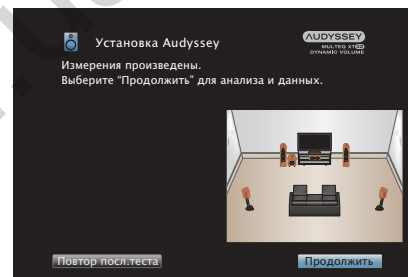 Установка Audyssey
AUDYSSEY
MULTEQ XT32
DYNAMIC VOLUME
Измерения произведены.
Выберите “Продолжить” для анализа и данных.
Повтор посл.теста
Продолжить